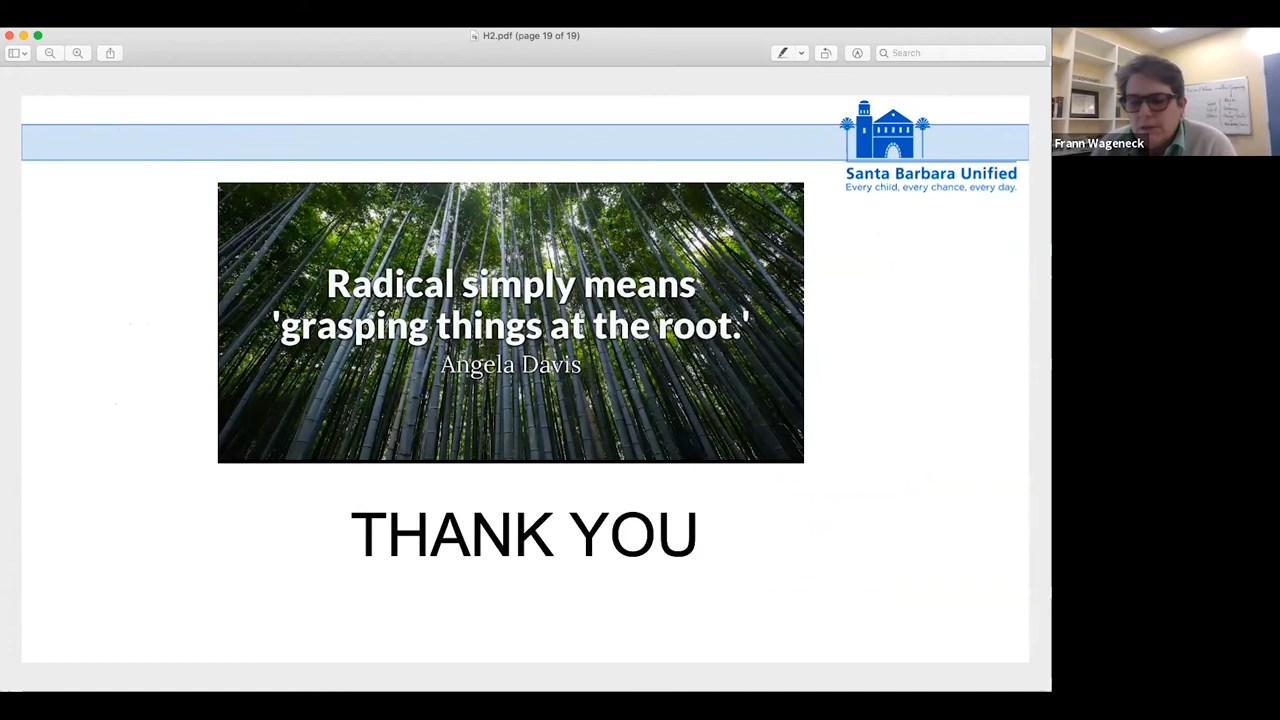 H2.pdf (page 19 of 19)
Search
Santa Barbara Unified
Every child, every chance, every day.
Radical simply means
'grasping things at the root.'
Angela Davis
THANK YOU
Frann Wageneck